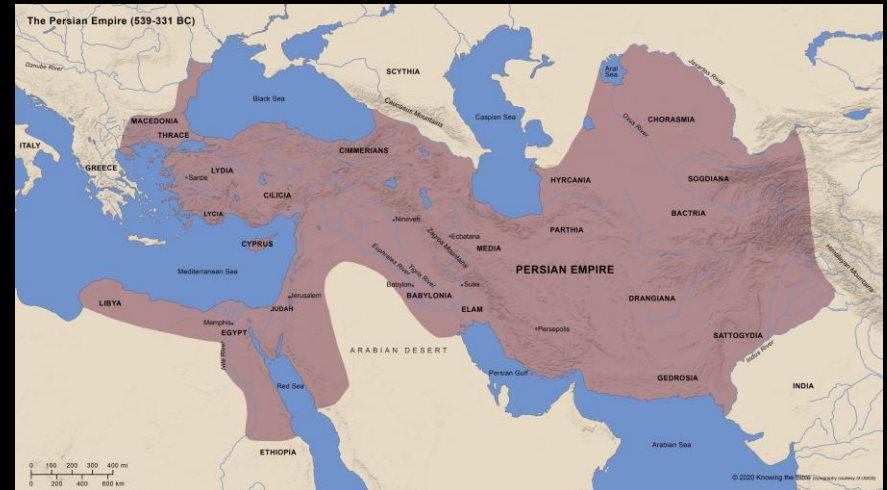 The Persian Empire (539-331 BC)
Danube River
SCYTHIA
Aral
Sea
Jaxartes River
Black Sea
Caucasus Mountains
Caspian Sea
CHORASMIA
MACEDONIA
THRACE
Oxus River
ITALY
CIMMERIANS
GREECE
LYDIA
Sardis
HYRCANIA
SOGDIANA
CILICIA
LYCIA
BACTRIA
Nineveh
PARTHIA
CYPRUS
Ecbatana
Zagros Mountains
MEDIA
Himalayan Mountains
Mediterranean Sea
Euphrates River
Tigris River
PERSIAN EMPIRE
Babylon
Susa
BABYLONIA
LIBYA
Jerusalem
JUDAH
ELAM
DRANGIANA
Memphis
EGYPT
Persepolis
SATTOGYDIA
Nile River
ARABIAN DESERT
Indus River
Persian Gulf
GEDROSIA
Red Sea
INDIA
Arabian Sea
ETHIOPIA
0 100 200 300 400 mi
0 200 400 600 km
© 2020 Knowing the Bible